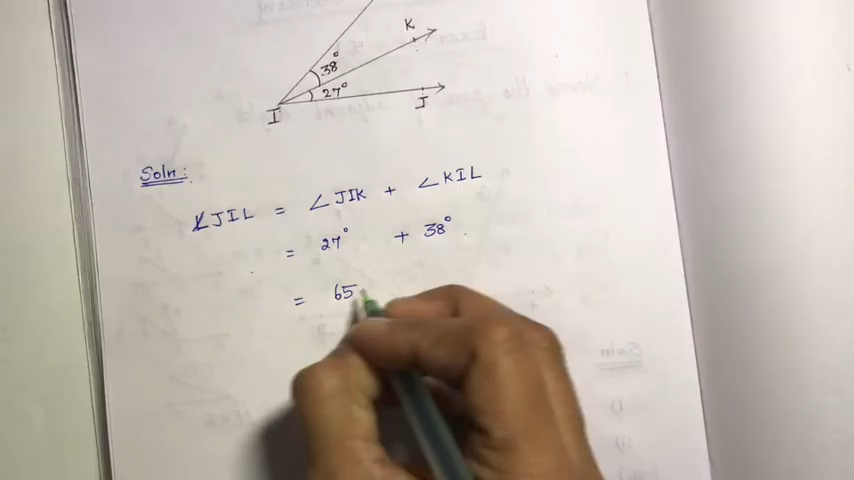 K
38°
27°
I
J
Soln:
∠JIL = ∠JIK + ∠KIL
= 27° + 38°
= 65